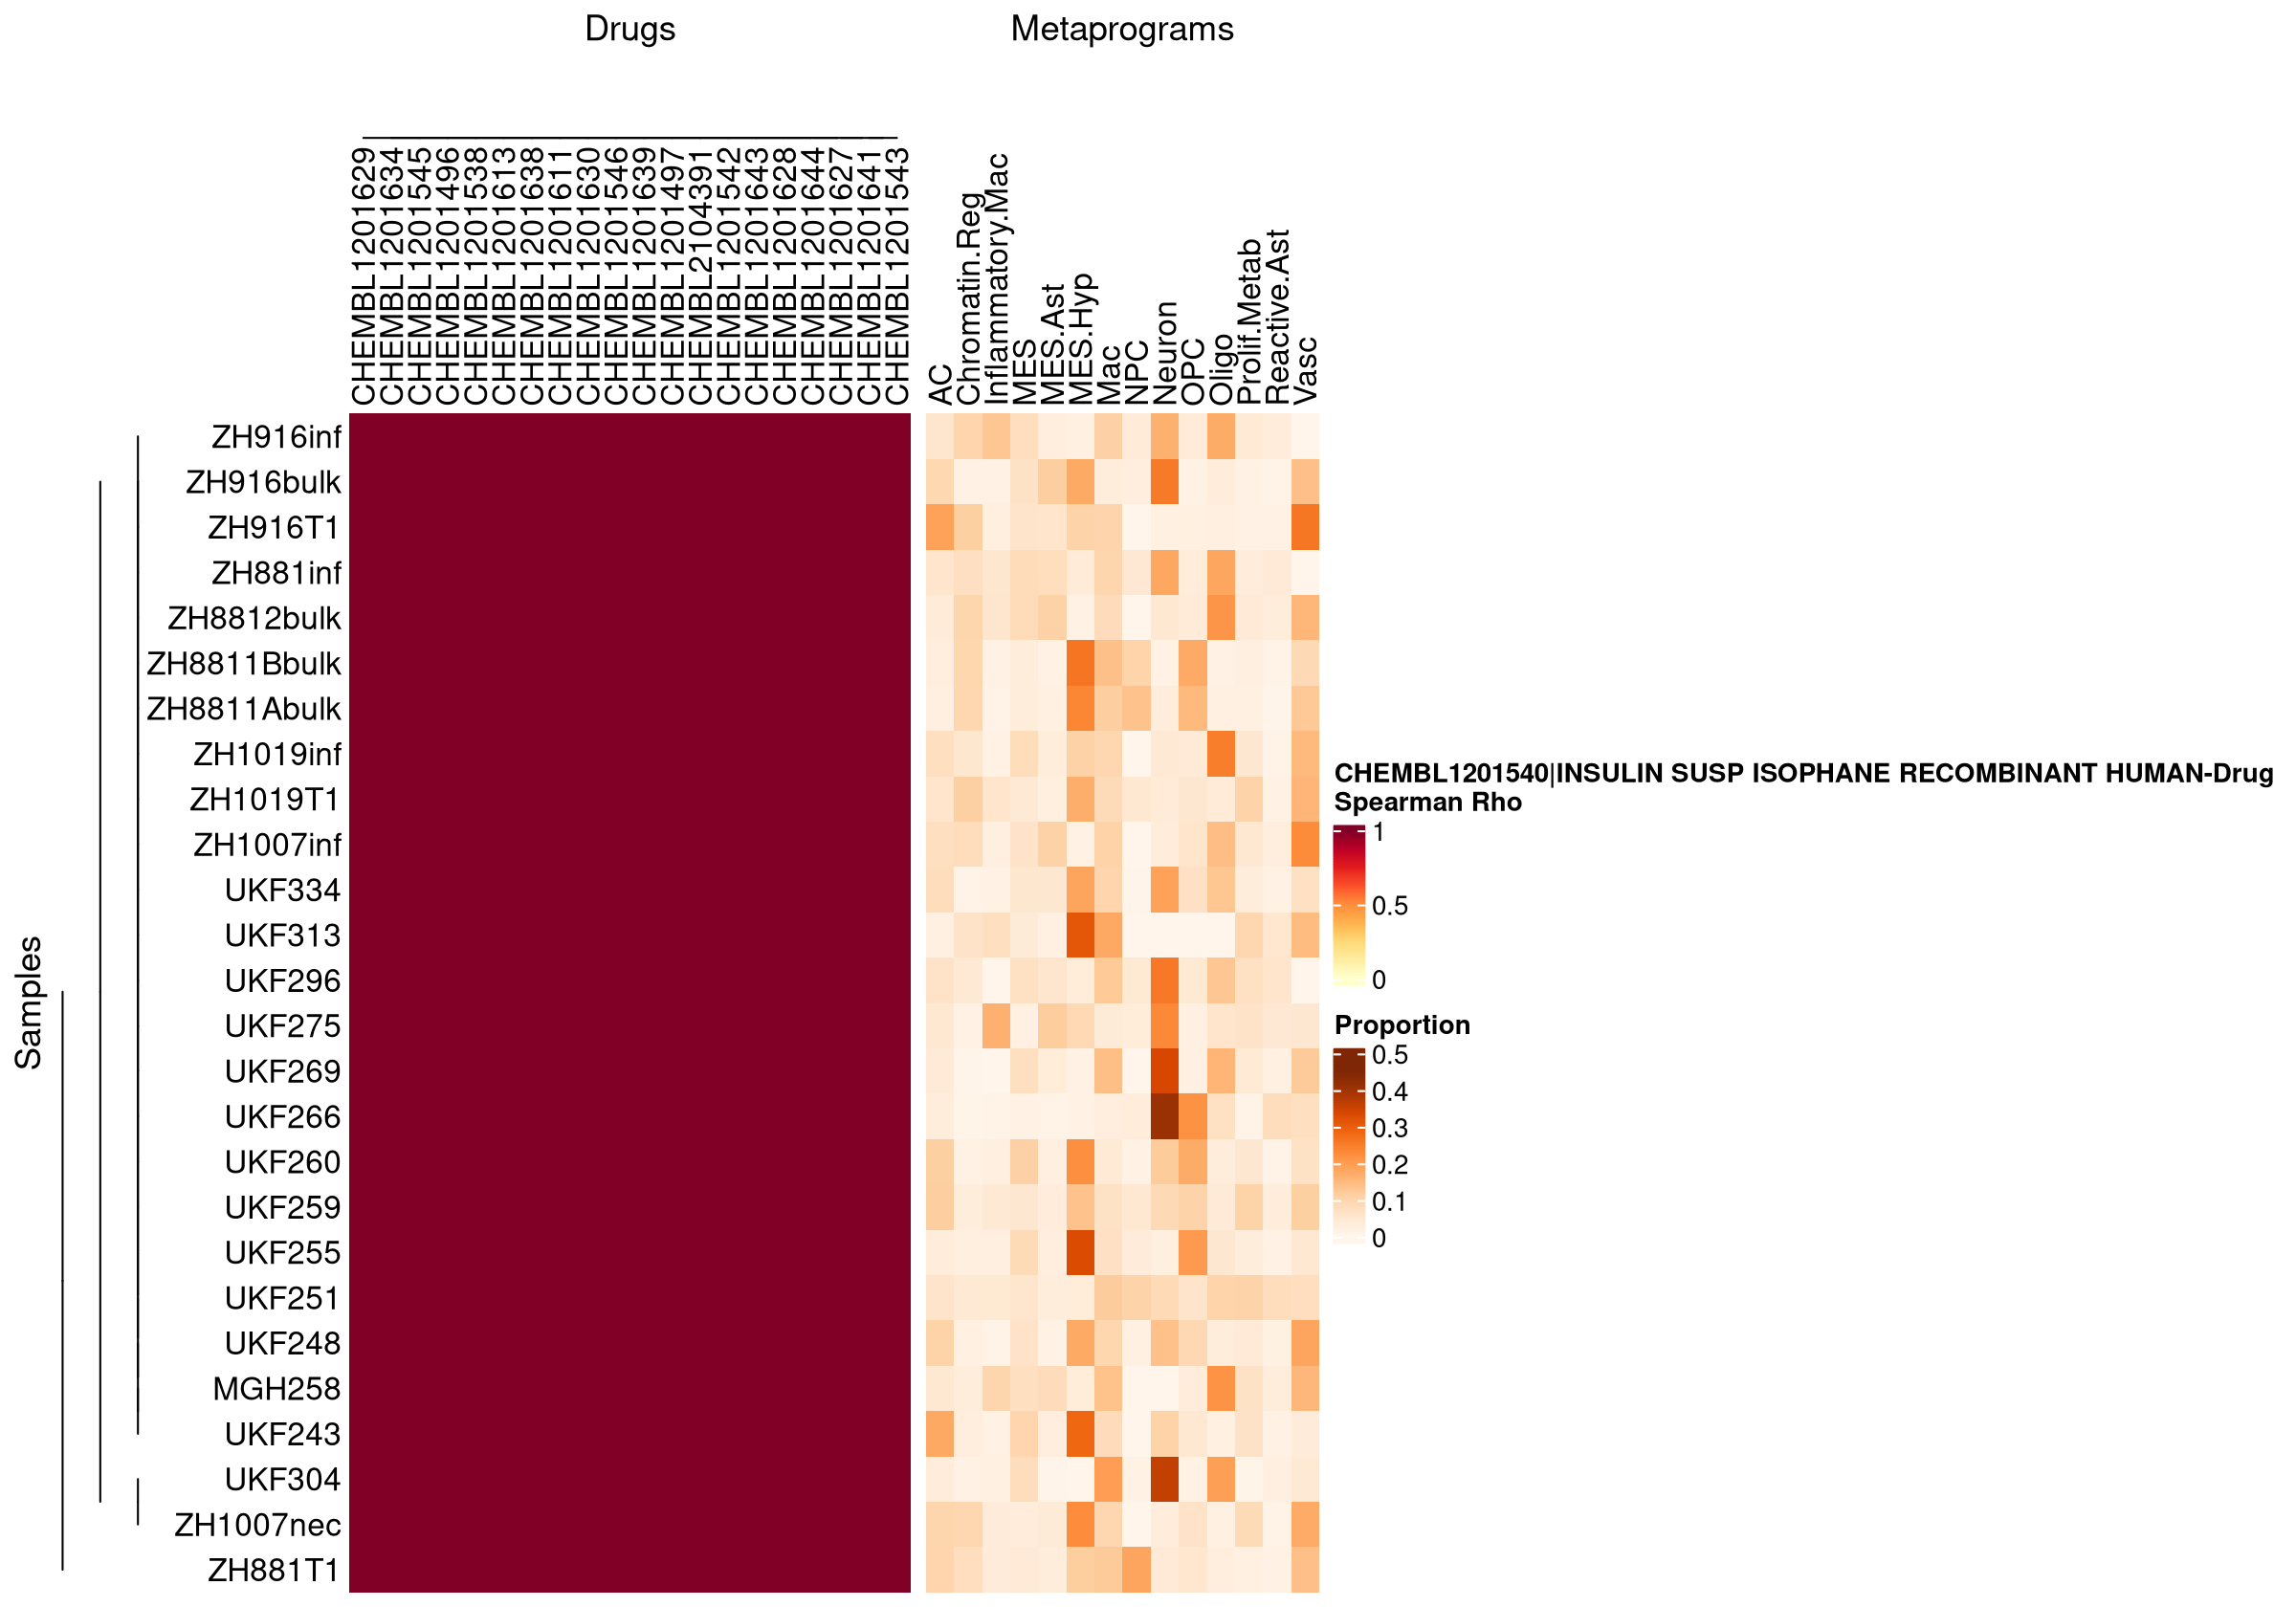 Drugs
Metaprograms
CHEMBL1201629
CHEMBL1201634
CHEMBL1201545
CHEMBL1201496
CHEMBL1201538
CHEMBL1201613
CHEMBL1201638
CHEMBL1201611
CHEMBL1201630
CHEMBL1201546
CHEMBL1201639
CHEMBL1201497
CHEMBL2104391
CHEMBL1201542
CHEMBL1201643
CHEMBL1201628
CHEMBL1201644
CHEMBL1201627
CHEMBL1201641
CHEMBL1201543
AC
Chromatin.Reg
Inflammatory.Mac
MES
MES.Ast
MES.Hyp
Mac
NPC
Neuron
OPC
Oligo
Prolif.Metab
Reactive.Ast
Vasc
Samples
ZH916inf
ZH916bulk
ZH916T1
ZH881inf
ZH8812bulk
ZH8811Bbulk
ZH8811Abulk
ZH1019inf
ZH1019T1
ZH1007inf
UKF334
UKF313
UKF296
UKF275
UKF269
UKF266
UKF260
UKF259
UKF255
UKF251
UKF248
MGH258
UKF243
UKF304
ZH1007nec
ZH881T1
CHEMBL1201540|INSULIN SUSP ISOPHANE RECOMBINANT HUMAN-Drug
Spearman Rho
1
0.5
0
Proportion
0.5
0.4
0.3
0.2
0.1
0